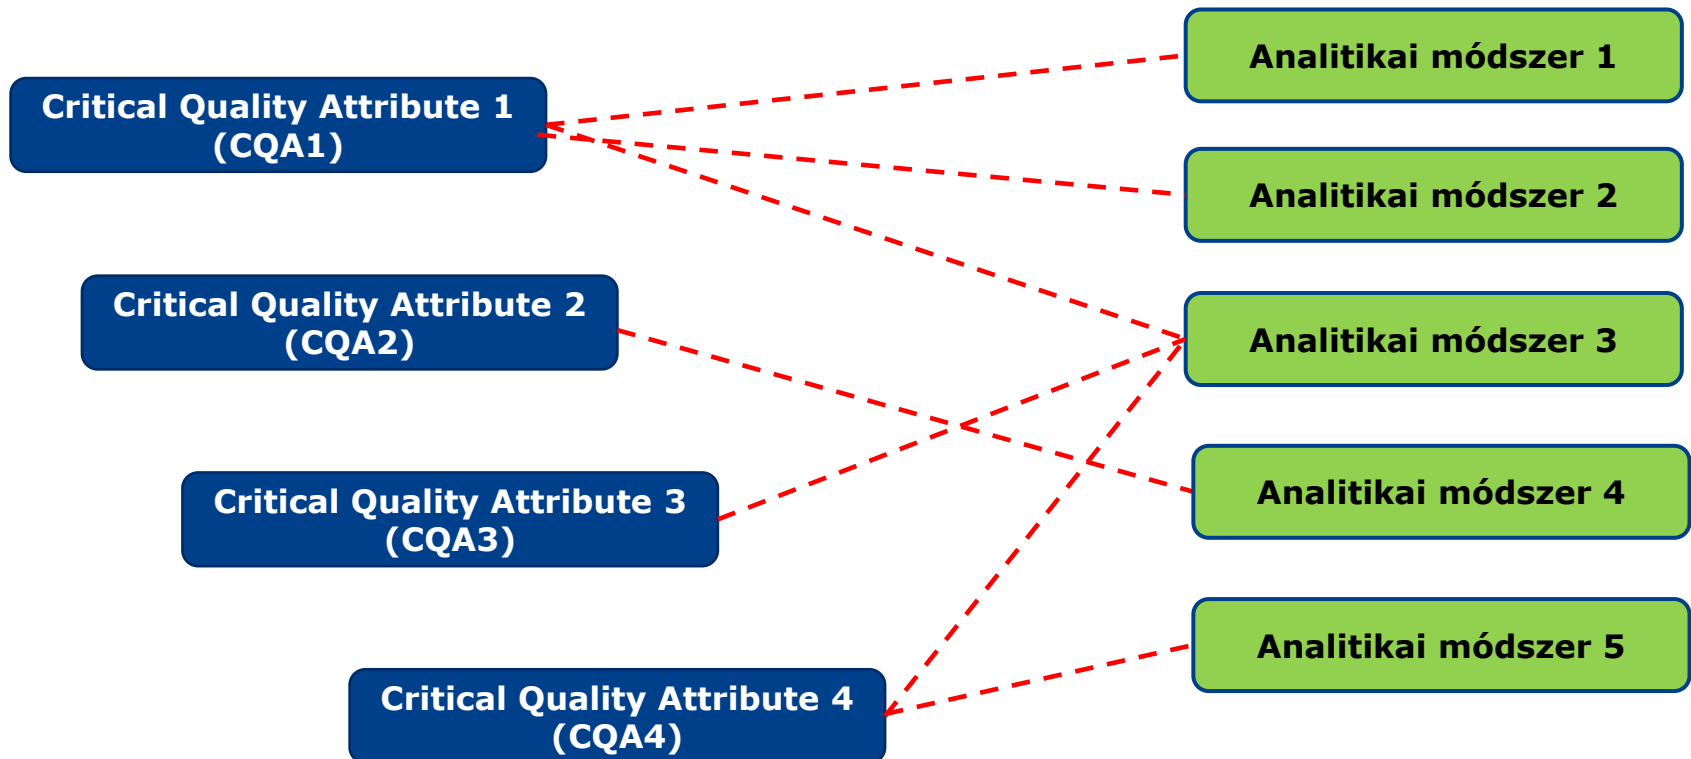 Critical Quality Attribute 1
(CQA1)
Critical Quality Attribute 2
(CQA2)
Critical Quality Attribute 3
(CQA3)
Critical Quality Attribute 4
(CQA4)
Analitikai módszer 1
Analitikai módszer 2
Analitikai módszer 3
Analitikai módszer 4
Analitikai módszer 5